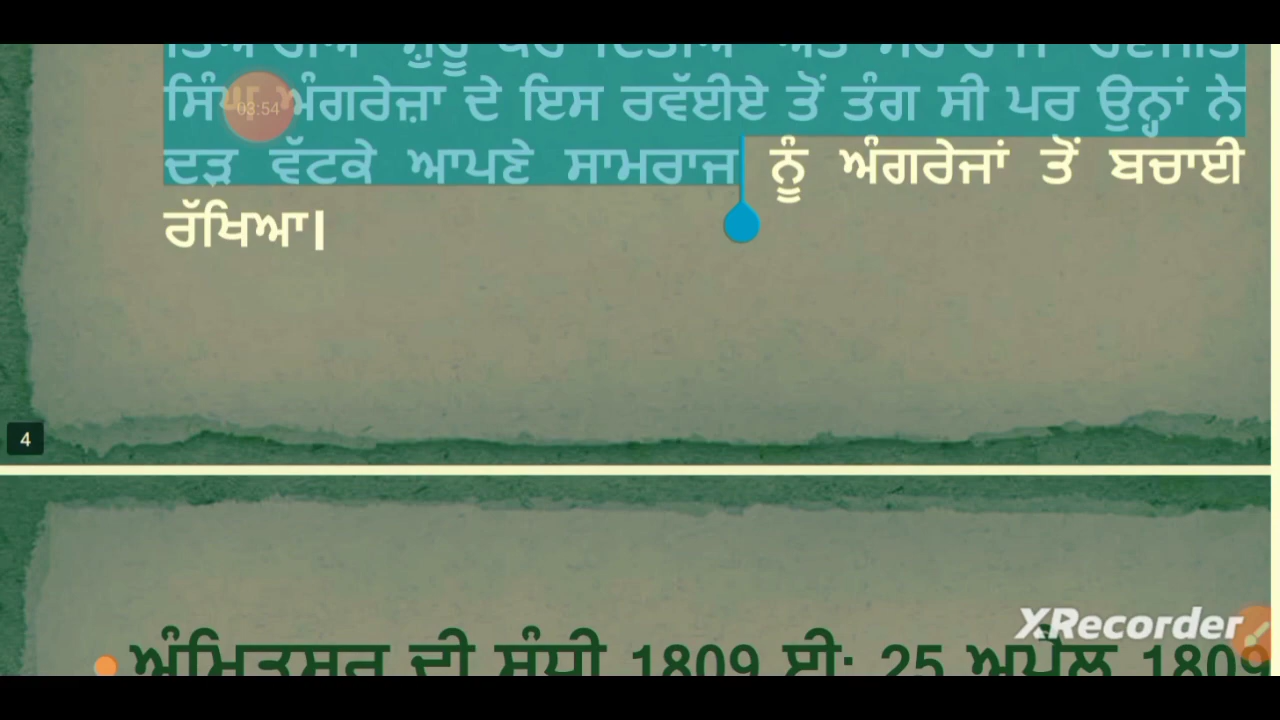 ਸਿੰਘ ਅੰਗਰੇਜ਼ਾ ਦੇ ਇਸ ਰਵੱਈਏ ਤੋਂ ਤੰਗ ਸੀ ਪਰ ਉਨ੍ਹਾਂ ਨੇ
03:54
ਦੜ ਵੱਟਕੇ ਆਪਣੇ ਸਾਮਰਾਜ ਨੂੰ ਅੰਗਰੇਜਾਂ ਤੋਂ ਬਚਾਈ
ਰੱਖਿਆ।
4
XRecorder
ਅੰਮ੍ਰਿਤਸਰ ਦੀ ਸੰਧੀ 1809 ਈ: 25 ਅਪ੍ਰੈਲ 1809